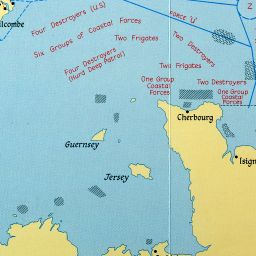 Four Destroyers (U.S)
FORCE 'U'
Z
lcombe
Six Groups of Coastal Forces
Two Frigates
Two Destroyers
Four Destroyers
(Hurd Deep Patrol)
Two Frigates
One Group
Coastal
Forces
Two Destroyers
One Group
Coastal
Forces
Cherbourg
Guernsey
Isign
Jersey